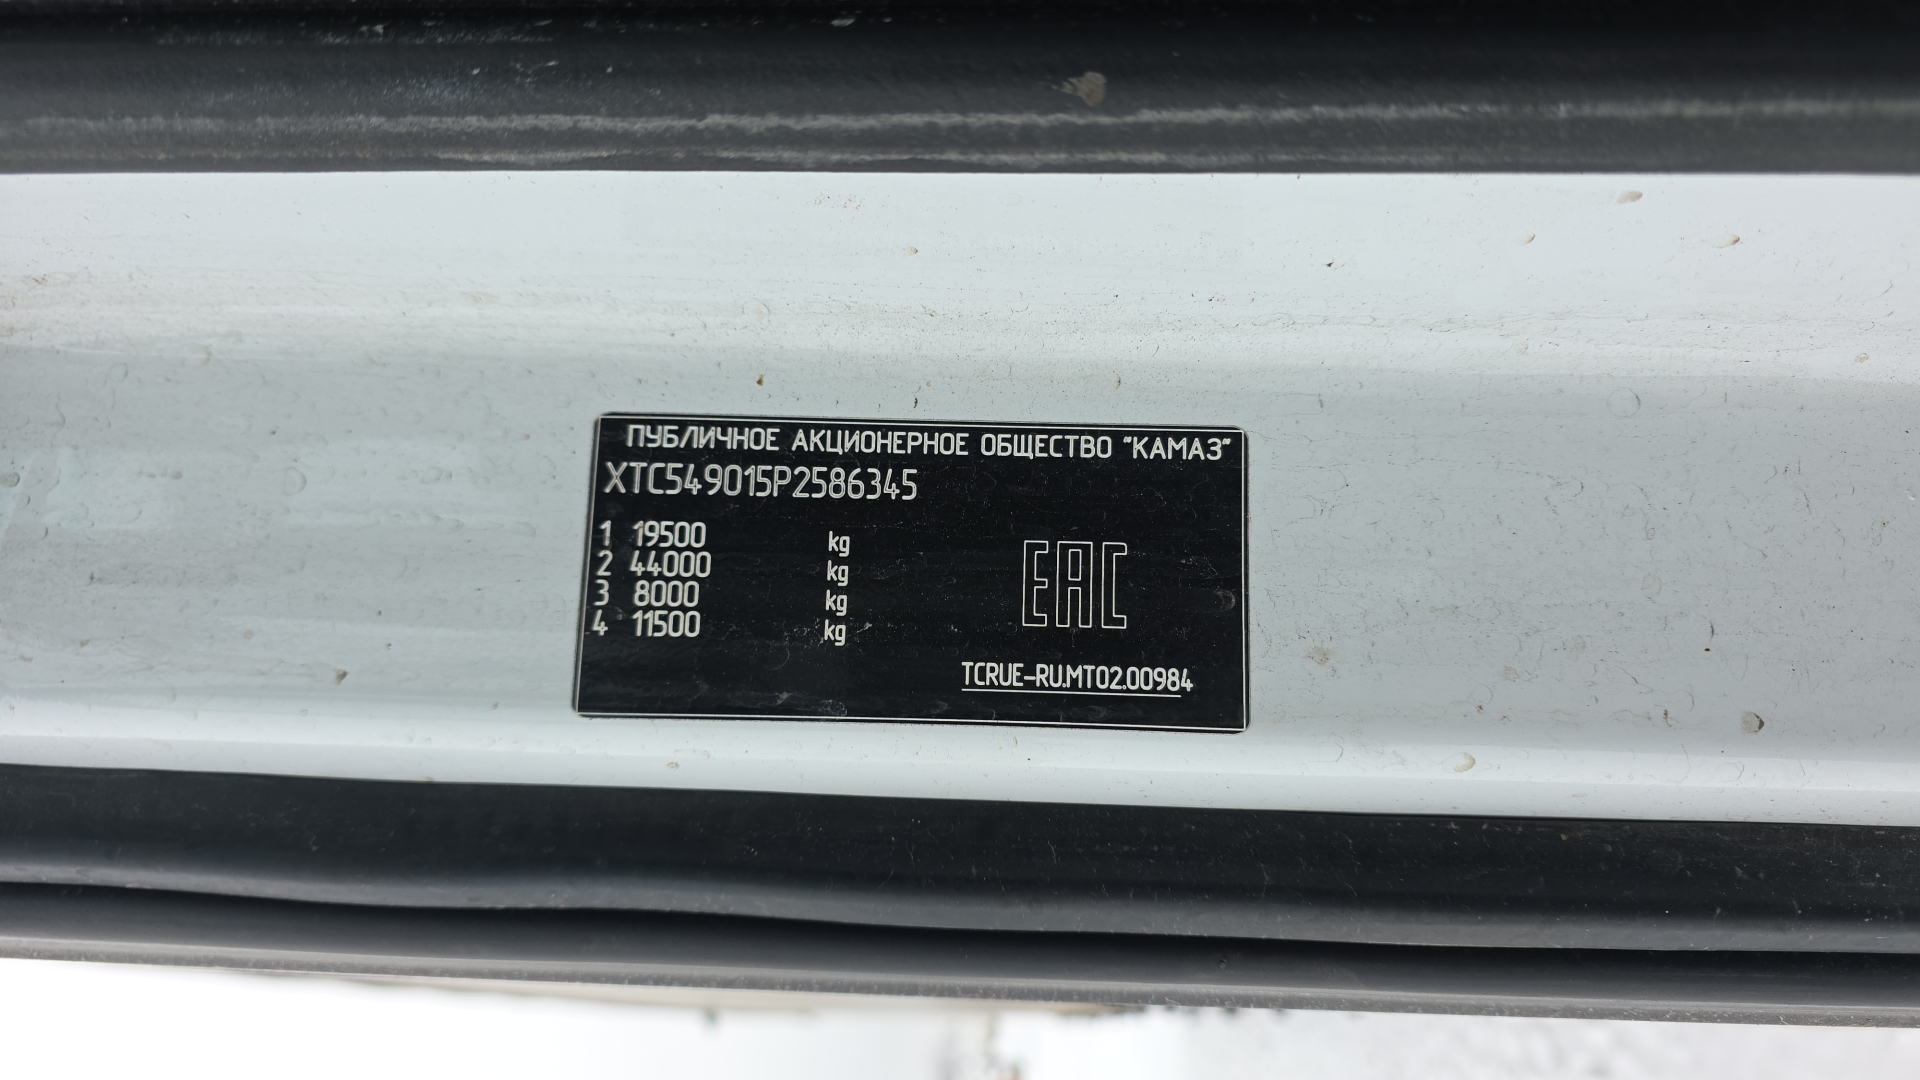 ПУБЛИЧНОЕ АКЦИОНЕРНОЕ ОБЩЕСТВО "КАМАЗ"
XTC549015P2586345
1 19500 kg
2 44000 kg
3 8000 kg
4 11500 kg
EAC
TCRUE-RU.MT02.00984